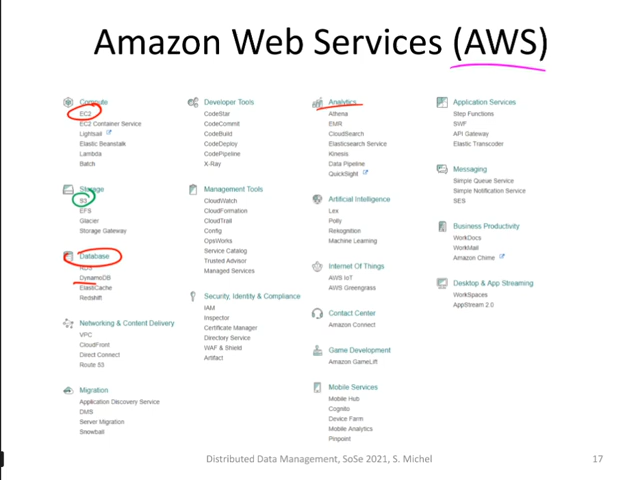 Amazon Web Services (AWS)
Compute
EC2
EC2 Container Service
Lightsail
Elastic Beanstalk
Lambda
Batch
Storage
S3
EFS
Glacier
Storage Gateway
Database
RDS
DynamoDB
ElastiCache
Redshift
Networking & Content Delivery
VPC
CloudFront
Direct Connect
Route 53
Migration
Application Discovery Service
DMS
Server Migration
Snowball
Developer Tools
CodeStar
CodeCommit
CodeBuild
CodeDeploy
CodePipeline
X-Ray
Management Tools
CloudWatch
CloudFormation
CloudTrail
Config
OpsWorks
Service Catalog
Trusted Advisor
Managed Services
Security, Identity & Compliance
IAM
Inspector
Certificate Manager
Directory Service
WAF & Shield
Artifact
Analytics
Athena
EMR
CloudSearch
Elasticsearch Service
Kinesis
Data Pipeline
QuickSight
Artificial Intelligence
Lex
Polly
Rekognition
Machine Learning
Internet Of Things
AWS IoT
AWS Greengrass
Contact Center
Amazon Connect
Game Development
Amazon GameLift
Mobile Services
Mobile Hub
Cognito
Device Farm
Mobile Analytics
Pinpoint
Application Services
Step Functions
SWF
API Gateway
Elastic Transcoder
Messaging
Simple Queue Service
Simple Notification Service
SES
Business Productivity
WorkDocs
WorkMail
Amazon Chime
Desktop & App Streaming
WorkSpaces
AppStream 2.0
Distributed Data Management, SoSe 2021, S. Michel
17